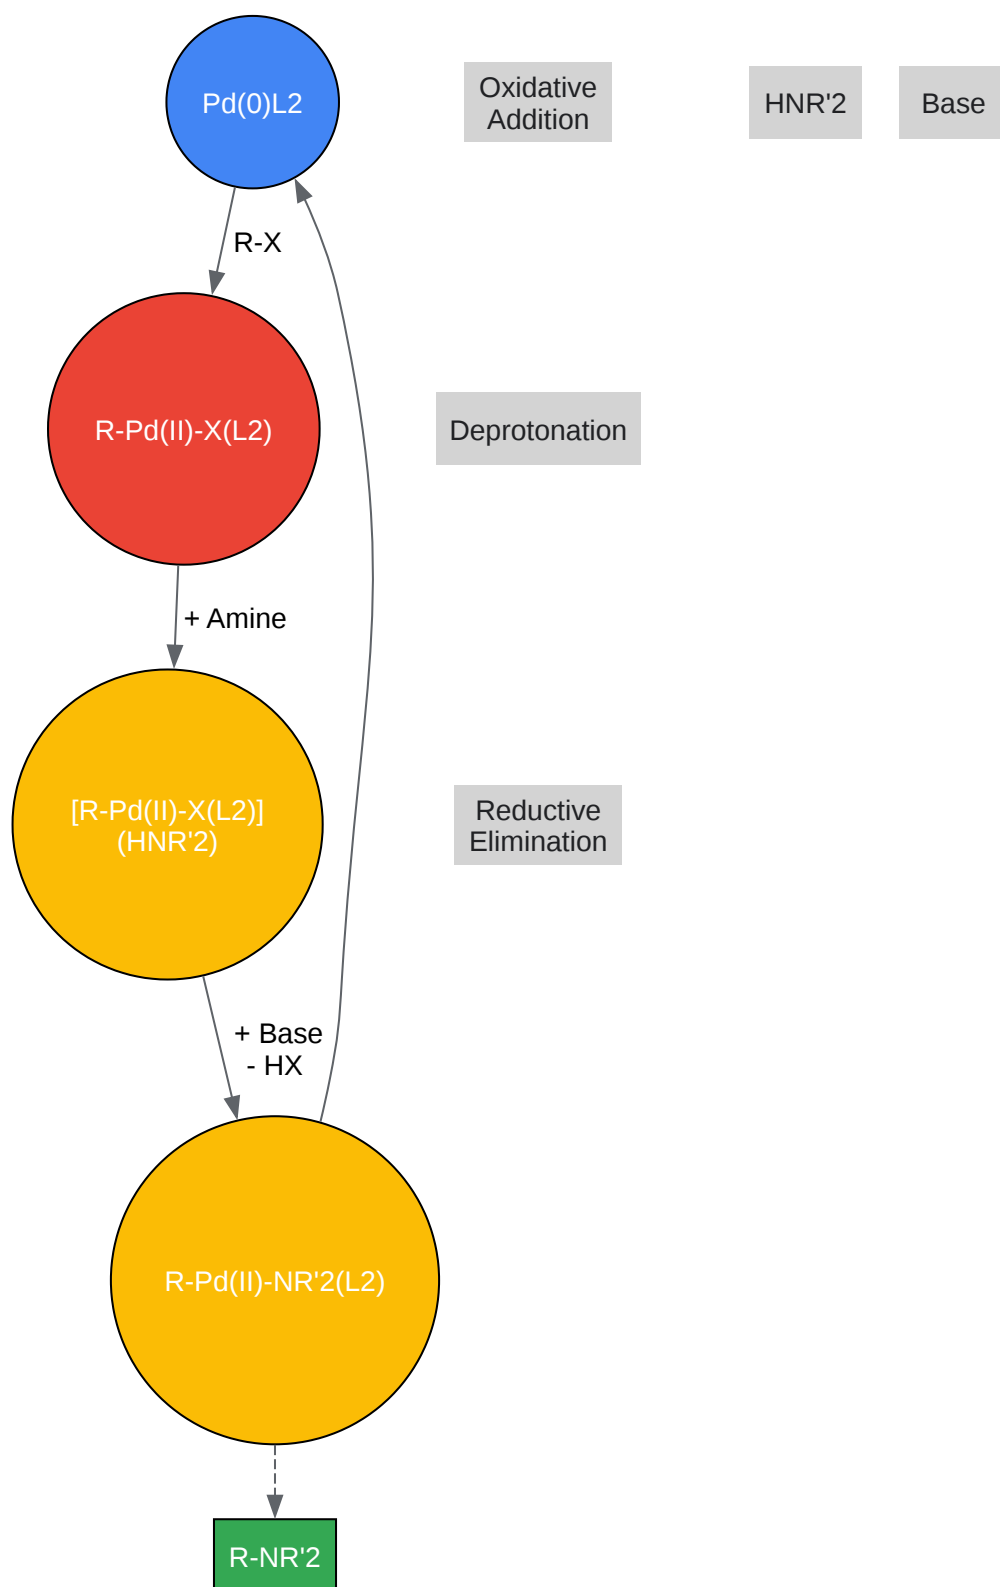 Pd(0)L2
Oxidative
Addition
HNR'2
Base
R-X
R-Pd(II)-X(L2)
Deprotonation
+ Amine
[R-Pd(II)-X(L2)]
(HNR'2)
Reductive
Elimination
+ Base
- HX
R-Pd(II)-NR'2(L2)
R-NR'2